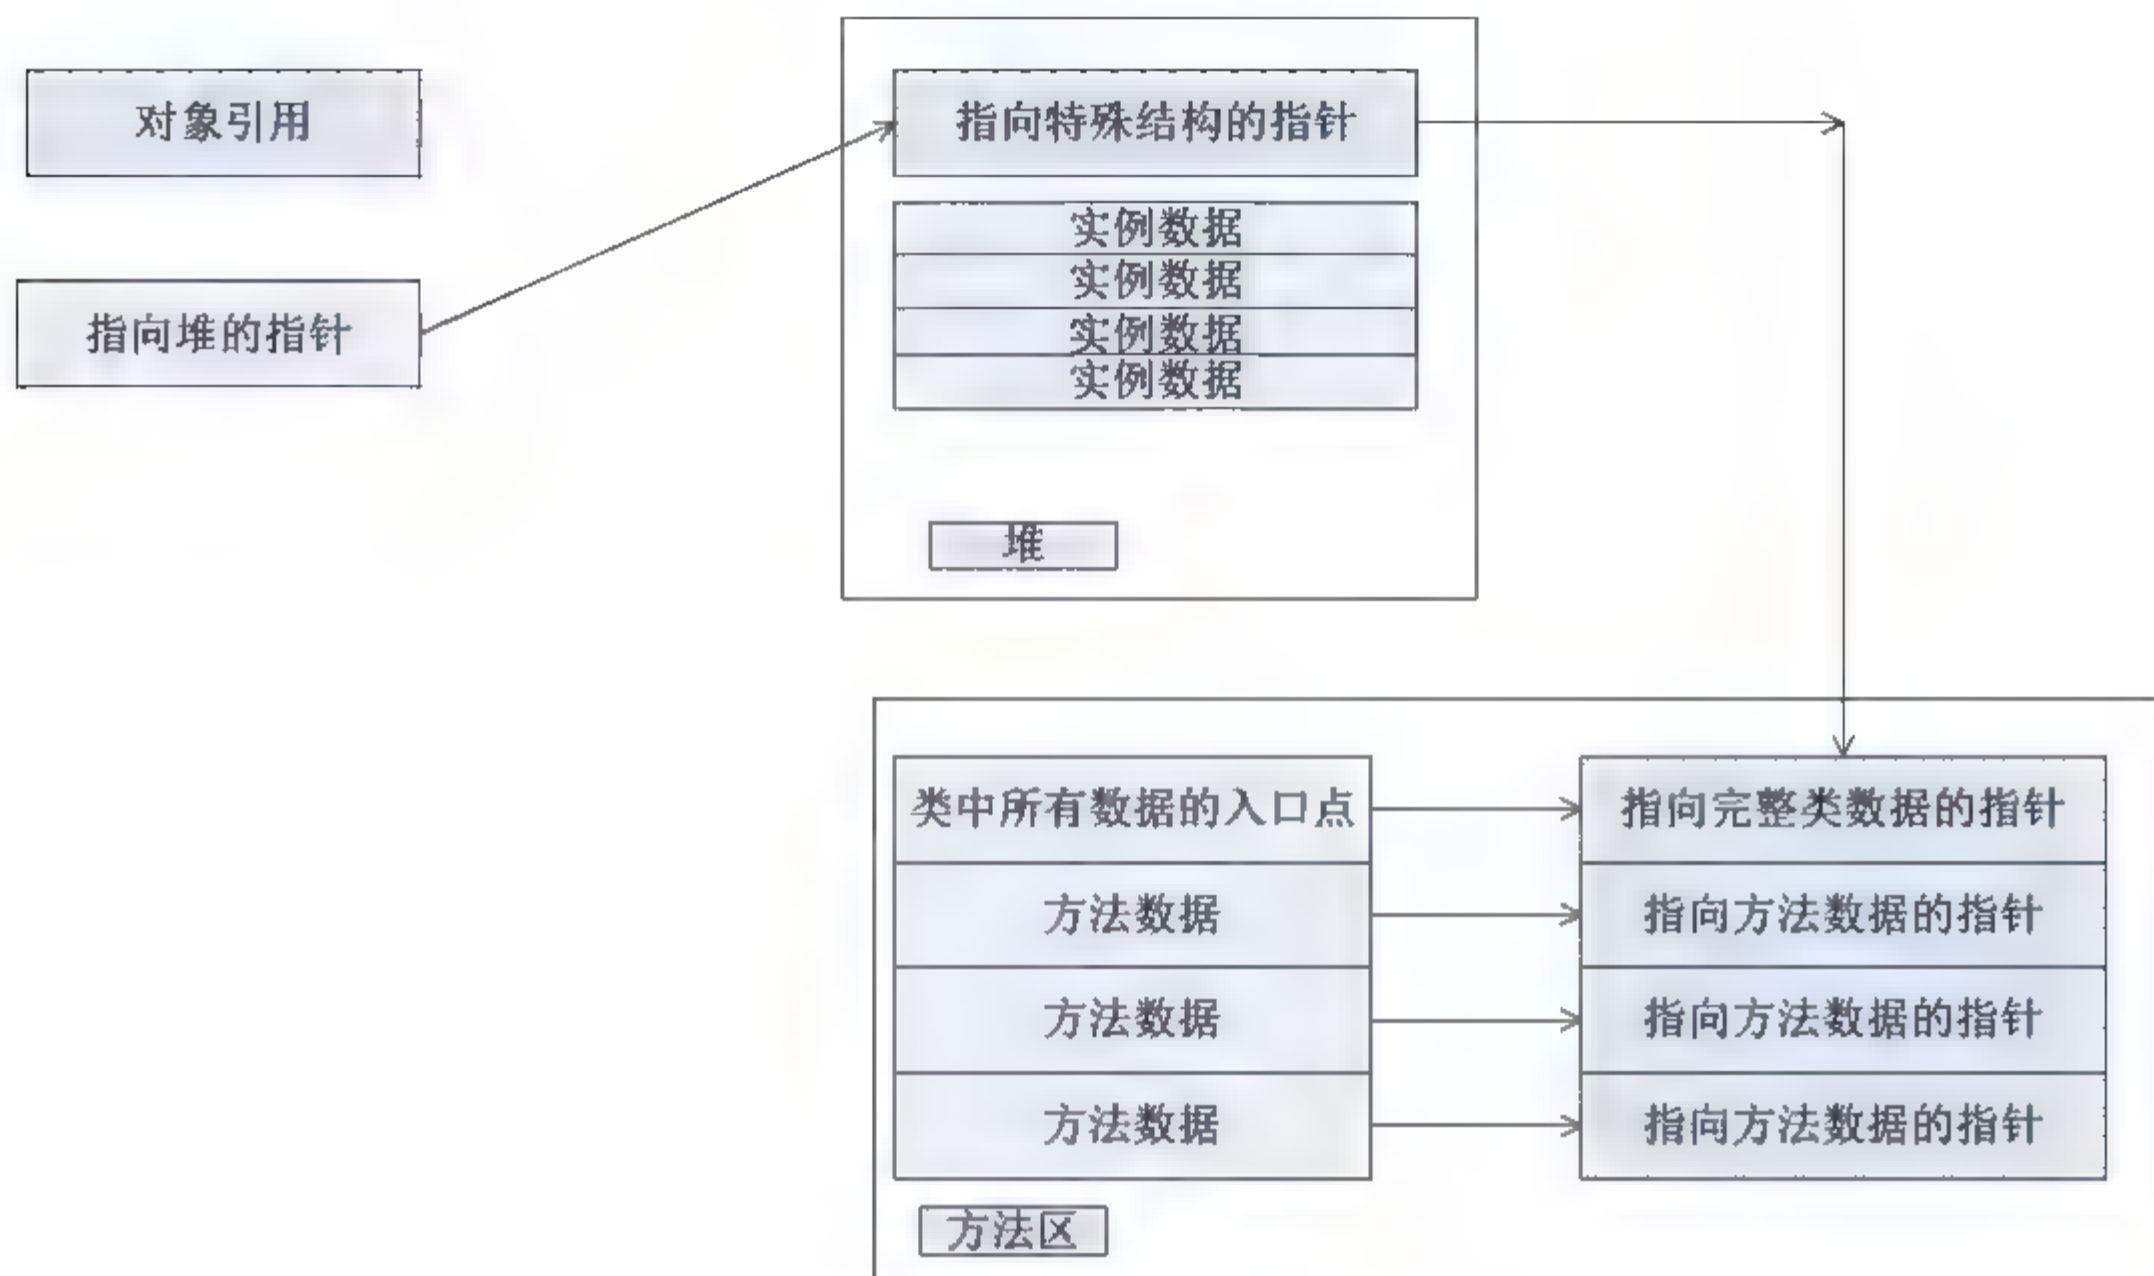 对象引用
指向堆的指针
指向特殊结构的指针
实例数据
实例数据
实例数据
实例数据
堆
类中所有数据的入口点
指向完整类数据的指针
方法数据
指向方法数据的指针
方法数据
指向方法数据的指针
方法数据
指向方法数据的指针
方法区